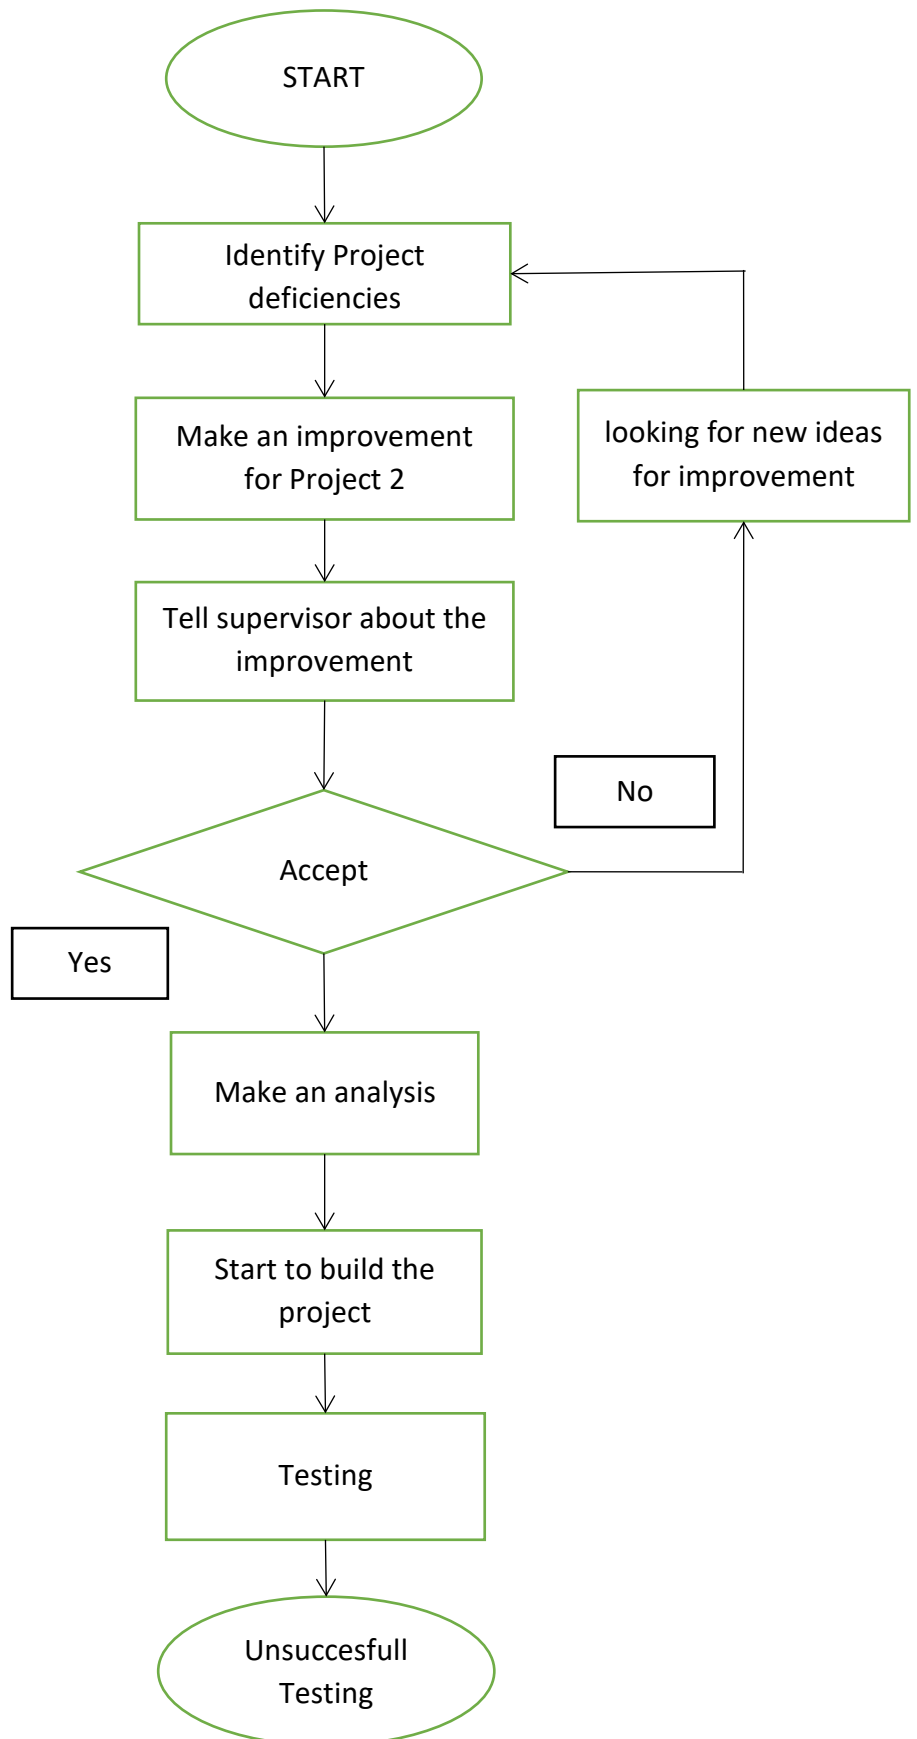 START
Identify Project
deficiencies
Make an improvement
for Project 2
looking for new ideas
for improvement
Tell supervisor about the
improvement
No
Accept
Yes
Make an analysis
Start to build the
project
Testing
Unsuccesfull
Testing